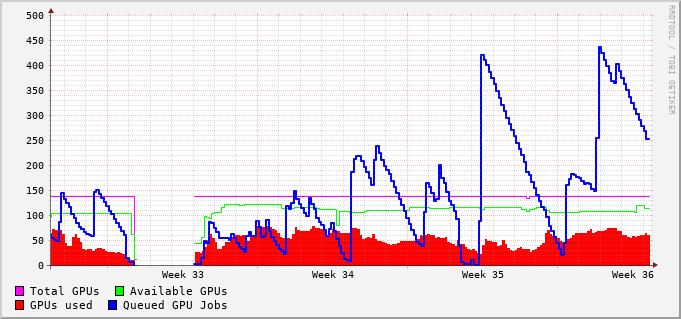 500
450
400
350
300
250
200
150
100
50
0
Week 33 Week 34 Week 35 Week 36
Total GPUs Available GPUs
GPUs used Queued GPU Jobs
RRDTOOL / TOBI OETIKER